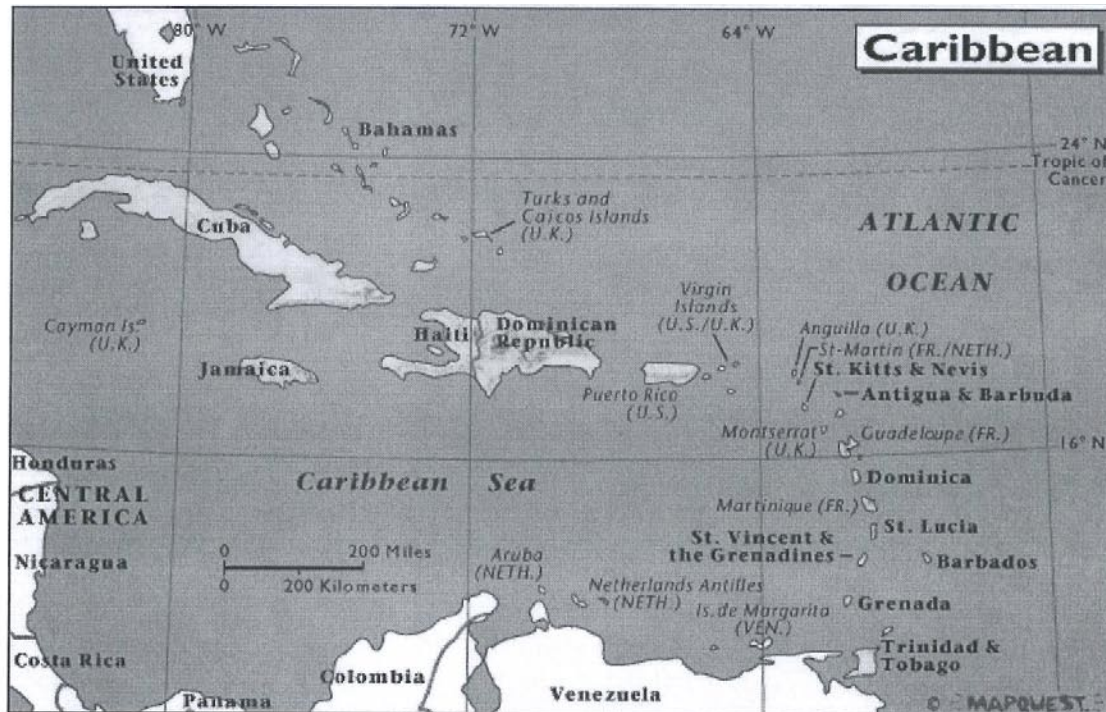 80° W
72° W
64° W
Caribbean
United
States
Bahamas
24° N
Tropic of
Cancer
Turks and
Caicos Islands
(U.K.)
Cuba
ATLANTIC
OCEAN
Virgin
Islands
(U.S./U.K.)
Cayman Is.
(U.K.)
Haiti
Dominican
Republic
Anguilla (U.K.)
St-Martin (FR./NETH.)
St. Kitts & Nevis
Jamaica
Puerto Rico
(U.S.)
Antigua & Barbuda
Montserrat
(U.K.)
Guadeloupe (FR.)
16° N
Honduras
CENTRAL
AMERICA
Caribbean Sea
Dominica
Martinique (FR.)
St. Lucia
St. Vincent &
the Grenadines
Barbados
0 200 Miles
0 200 Kilometers
Nicaragua
Aruba
(NETH.)
Netherlands Antilles
(NETH.)
Is. de Margarita
(VEN.)
Grenada
Trinidad &
Tobago
Costa Rica
Panama
Colombia
Venezuela
© MAPQUEST